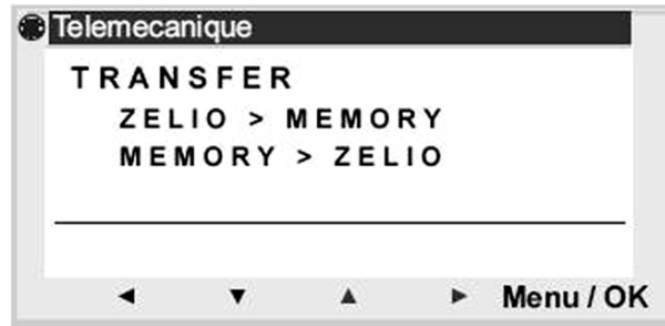 Telemecanique
TRANSFER
ZELIO > MEMORY
MEMORY > ZELIO
◄ ▼ ▲ ► Menu / OK